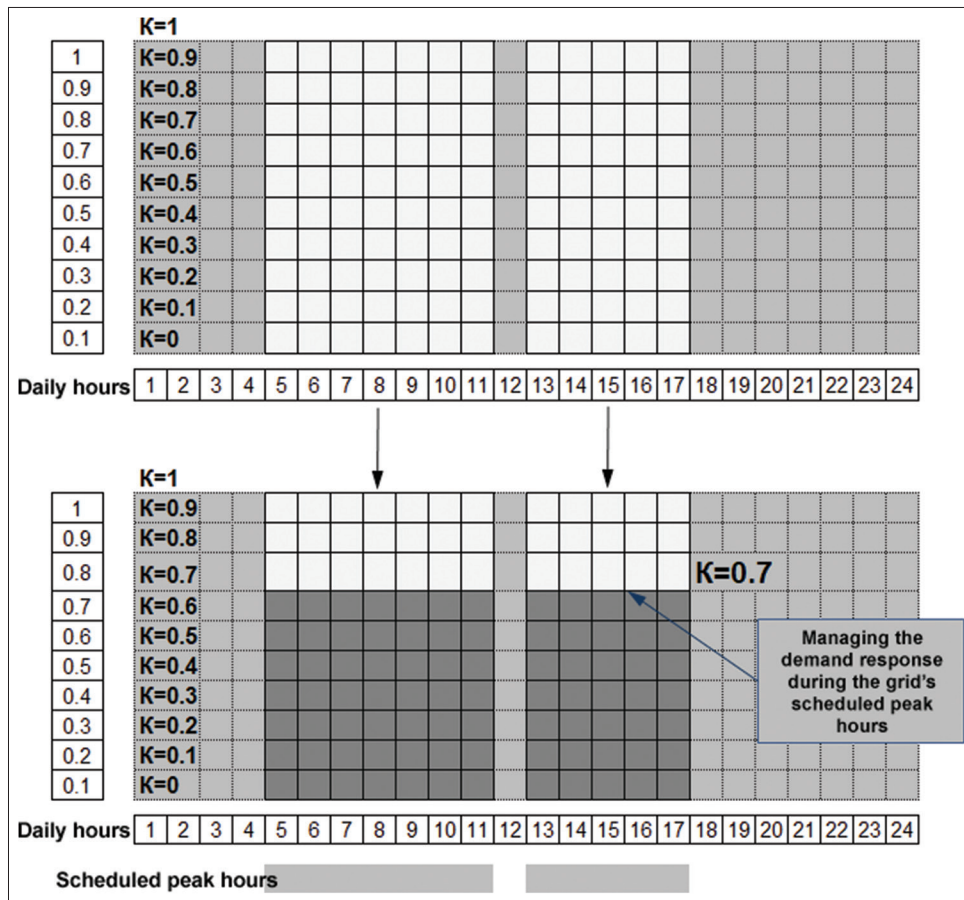 K=1
1 K=0.9
0.9 K=0.8
0.8 K=0.7
0.7 K=0.6
0.6 K=0.5
0.5 K=0.4
0.4 K=0.3
0.3 K=0.2
0.2 K=0.1
0.1 K=0
Daily hours 1 2 3 4 5 6 7 8 9 10 11 12 13 14 15 16 17 18 19 20 21 22 23 24
K=1
1 K=0.9
0.9 K=0.8
0.8 K=0.7 K=0.7
0.7 K=0.6
0.6 K=0.5
0.5 K=0.4
0.4 K=0.3
0.3 K=0.2
0.2 K=0.1
0.1 K=0
Managing the
demand response
during the grid's
scheduled peak
hours
Daily hours 1 2 3 4 5 6 7 8 9 10 11 12 13 14 15 16 17 18 19 20 21 22 23 24
Scheduled peak hours